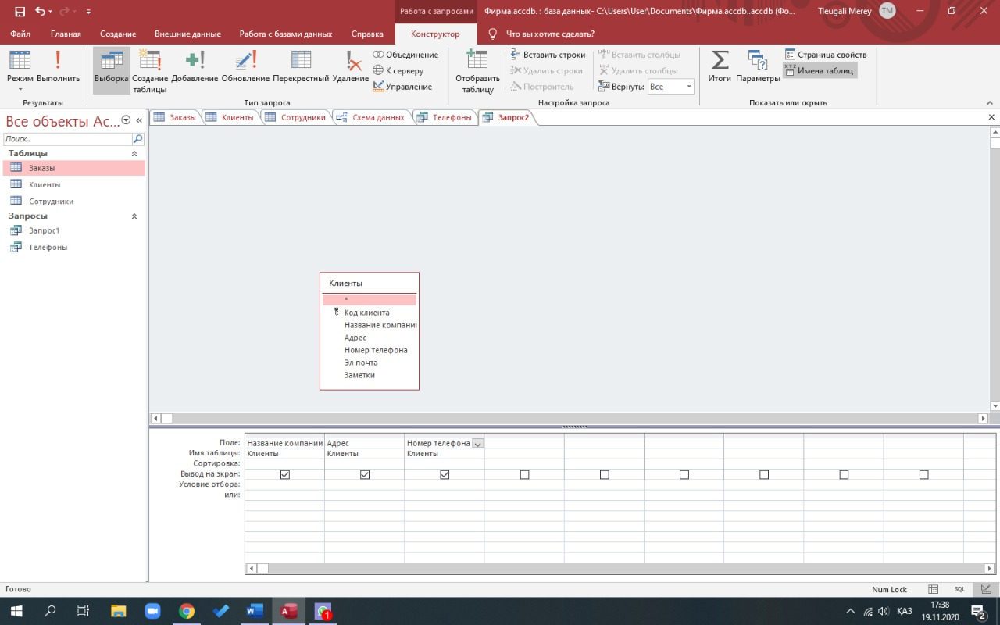 Работа с запросами
Фирма.accdb. : база данных- C:\Users\User\Documents\Фирма.accdb..accdb (Фо...
Tleugali Merey
TM
Файл
Главная
Создание
Внешние данные
Работа с базами данных
Справка
Конструктор
Что вы хотите сделать?
Режим
Выполнить
Результаты
Выборка
Создание таблицы
Добавление
Обновление
Перекрестный
Удаление
Объединение
К серверу
Управление
Тип запроса
Отобразить таблицу
Вставить строки
Удалить строки
Построитель
Вставить столбцы
Удалить столбцы
Вернуть:
Все
Настройка запроса
Итоги
Параметры
Страница свойств
Имена таблиц
Показать или скрыть
Все объекты Ac...
Поиск...
Таблицы
Заказы
Клиенты
Сотрудники
Запросы
Запрос1
Телефоны
Заказы
Клиенты
Сотрудники
Схема данных
Телефоны
Запрос2
Клиенты
*
Код клиента
Название компани
Адрес
Номер телефона
Эл почта
Заметки
Поле: Название компании Адрес Номер телефона
Имя таблицы: Клиенты Клиенты Клиенты
Сортировка:
Вывод на экран:
Условие отбора:
или:
Готово
Num Lock
SQL
1
ҚАЗ
17:38
19.11.2020
2